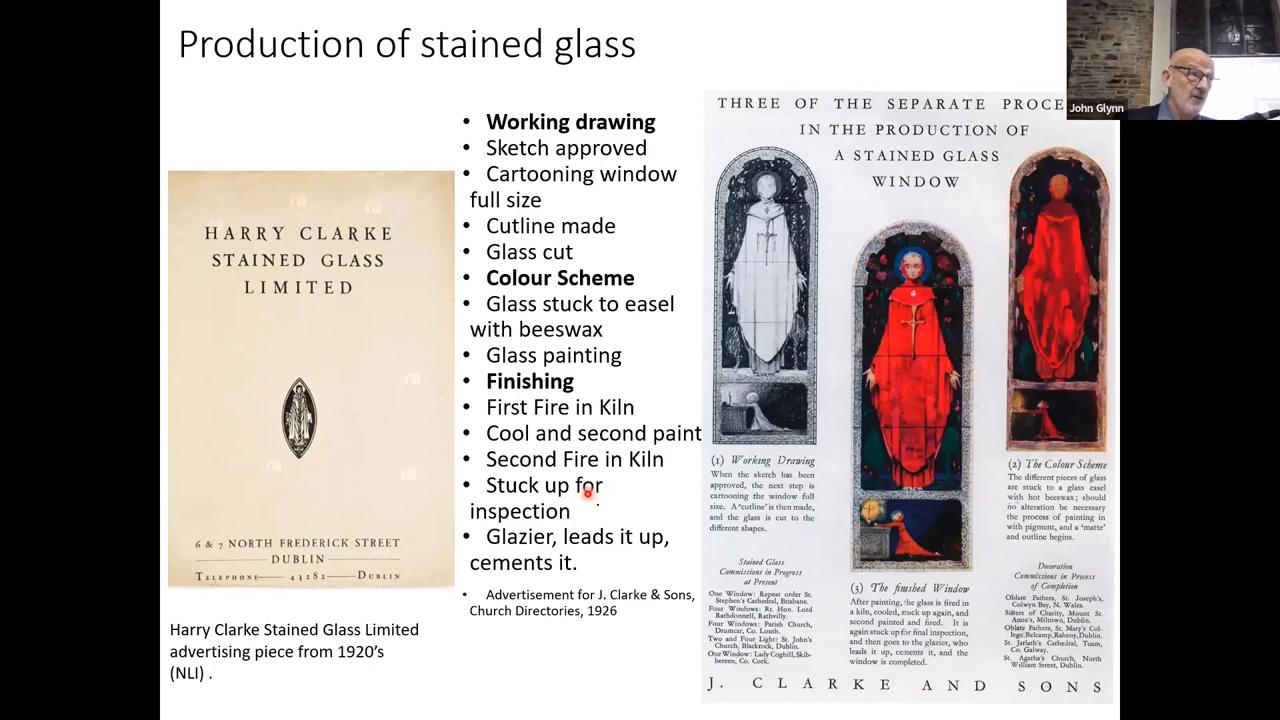 Production of stained glass
John Glynn
HARRY CLARKE
STAINED GLASS
LIMITED
6 & 7 NORTH FREDERICK STREET
DUBLIN
TELEPHONE 43282 DUBLIN
Harry Clarke Stained Glass Limited
advertising piece from 1920's
(NLI) .
• Working drawing
• Sketch approved
• Cartooning window
full size
• Cutline made
• Glass cut
• Colour Scheme
• Glass stuck to easel
with beeswax
• Glass painting
• Finishing
• First Fire in Kiln
• Cool and second paint
• Second Fire in Kiln
• Stuck up for
inspection
• Glazier, leads it up,
cements it.
• Advertisement for J. Clarke & Sons,
Church Directories, 1926
THREE OF THE SEPARATE PROCE
IN THE PRODUCTION OF
A STAINED GLASS
WINDOW
(1) Working Drawing
When the sketch has been
approved, the next step is
cartooning the window full
size. A 'cutline' is then made,
and the glass is cut to the
different shapes.
Stained Glass
Commissions in Progress
at Present
One Window: Repeat order St.
Stephen's Cathedral, Brisbane.
Four Windows: Rt. Hon. Lord
Rathdonnell, Rathvilly.
Four Windows: Parish Church,
Drumcar, Co. Louth.
Two and Four Light: St. John's
Church, Blackrock, Dublin.
One Window: Lady Coghill, Skib-
bereen, Co. Cork.
(3) The finished Window
After painting, the glass is fired in
a kiln, cooled, stuck up again, and
second painted and fired. It is
again stuck up for final inspection,
and then goes to the glazier, who
leads it up, cements it, and the
window is completed.
(2) The Colour Scheme
The different pieces of glass
are stuck to a glass easel
with hot beeswax; should
no alteration be necessary
the process of painting in
with pigment, and a 'matte'
and outline begins.
Decoration
Commissions in Process
of Completion
Oblate Fathers, St. Joseph's,
Colwyn Bay, N. Wales.
Sisters of Charity, Mount St.
Anne's, Miltown, Dublin.
Oblate Fathers, St. Mary's Col-
lege, Belcamp, Raheny, Dublin.
St. Jarlath's Cathedral, Tuam,
Co. Galway.
St. Agatha's Church, North
William Street, Dublin.
J. CLARKE AND SONS